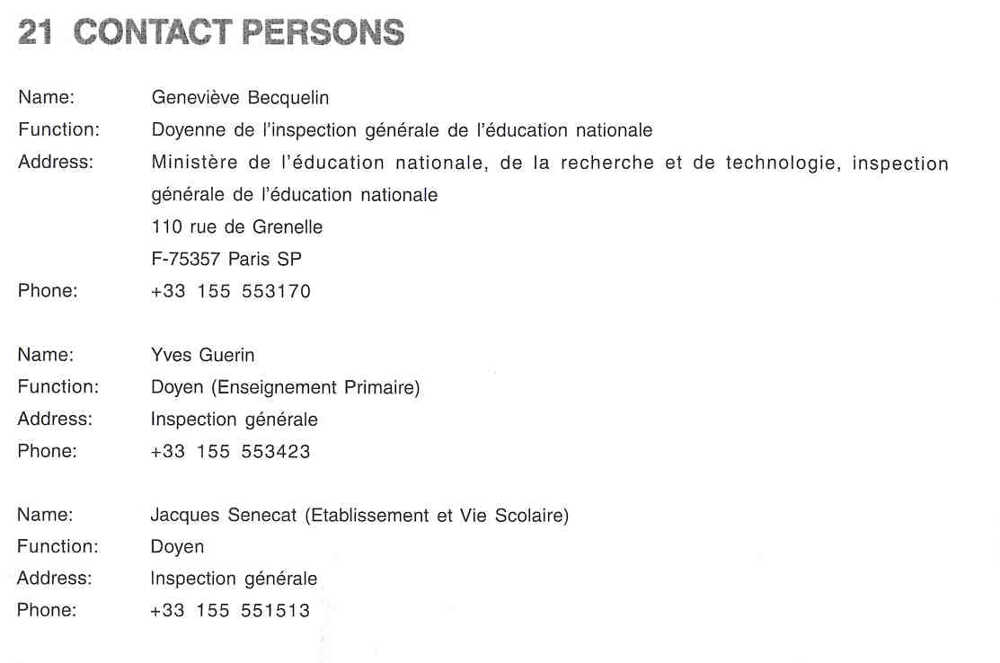 21 CONTACT PERSONS
Name: Geneviève Becquelin
Function: Doyenne de l'inspection générale de l'éducation nationale
Address: Ministère de l'éducation nationale, de la recherche et de technologie, inspection
générale de l'éducation nationale
110 rue de Grenelle
F-75357 Paris SP
Phone: +33 155 553170
Name: Yves Guerin
Function: Doyen (Enseignement Primaire)
Address: Inspection générale
Phone: +33 155 553423
Name: Jacques Senecat (Etablissement et Vie Scolaire)
Function: Doyen
Address: Inspection générale
Phone: +33 155 551513